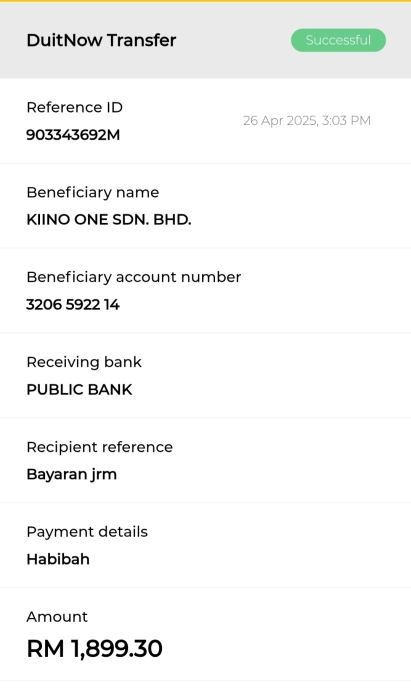 DuitNow Transfer
Successful
Reference ID
903343692M
26 Apr 2025, 3:03 PM
Beneficiary name
KIINO ONE SDN. BHD.
Beneficiary account number
3206 5922 14
Receiving bank
PUBLIC BANK
Recipient reference
Bayaran jrm
Payment details
Habibah
Amount
RM 1,899.30